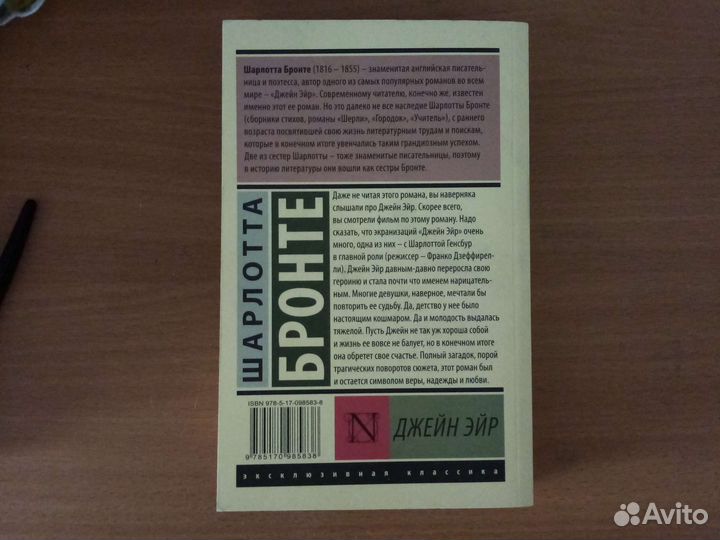 Шарлотта Бронте (1816 – 1855) – знаменитая английская писатель-
ница и поэтесса, автор одного из самых популярных романов во всем
мире – «Джейн Эйр». Современному читателю, конечно же, известен
именно этот ее роман. Но это далеко не все наследие Шарлотты Бронте
(сборники стихов, романы «Шерли», «Городок», «Учитель»), с раннего
возраста посвятившей свою жизнь литературным трудам и поискам,
которые в конечном итоге увенчались таким грандиозным успехом.
Две из сестер Шарлотты – тоже знаменитые писательницы, поэтому
в историю литературы они вошли как сестры Бронте.
ШАРЛОТТА
БРОНТЕ
Даже не читая этого романа, вы наверняка
слышали про Джейн Эйр. Скорее всего,
вы смотрели фильм по этому роману. Надо
сказать, что экранизаций «Джейн Эйр» очень
много, одна из них – с Шарлоттой Генсбур
в главной роли (режиссер – Франко Дзеффирел-
ли). Джейн Эйр давным-давно переросла свою
героиню и стала почти что именем нарицатель-
ным. Многие девушки, наверное, мечтали бы
повторить ее судьбу. Да, детство у нее было
настоящим кошмаром. Да и молодость выдалась
тяжелой. Пусть Джейн не так уж хороша собой
и жизнь ее вовсе не балует, но в конечном итоге
она обретет свое счастье. Полный загадок, порой
трагических поворотов сюжета, этот роман был
и остается символом веры, надежды и любви.
ISBN 978-5-17-098583-8
9 785170 985838
N
ДЖЕЙН ЭЙР
эксклюзивная классика
Avito